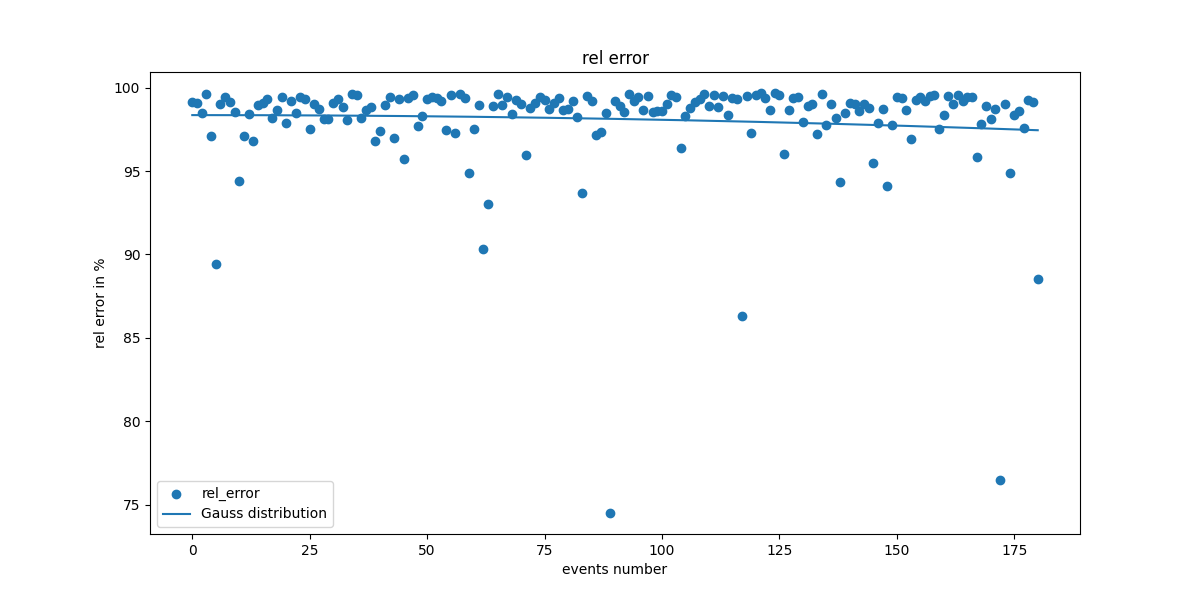 rel error
100
95
90
85
80
75
rel error in %
rel_error
Gauss distribution
0 25 50 75 100 125 150 175
events number